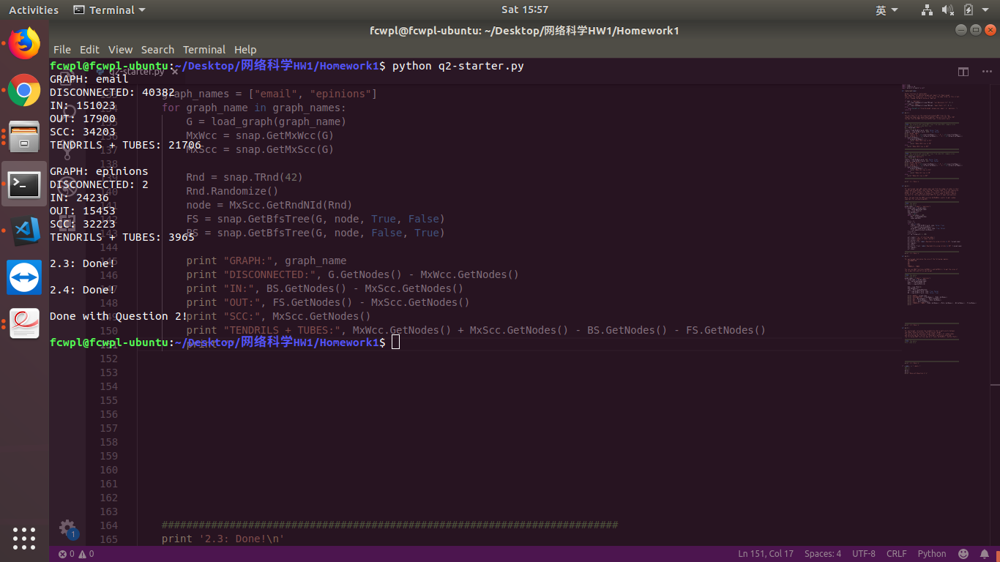 Activities
Terminal
Sat 15:57
英
fcwpl@fcwpl-ubuntu: ~/Desktop/网络科学HW1/Homework1
File Edit View Search Terminal Help
fcwpl@fcwpl-ubuntu:~/Desktop/网络科学HW1/Homework1$ python q2-starter.py
GRAPH: email
DISCONNECTED: 40382
IN: 151023
OUT: 17900
SCC: 34203
TENDRILS + TUBES: 21706
GRAPH: epinions
DISCONNECTED: 2
IN: 24236
OUT: 15453
SCC: 32223
TENDRILS + TUBES: 3965
2.3: Done!
2.4: Done!
Done with Question 2!
fcwpl@fcwpl-ubuntu:~/Desktop/网络科学HW1/Homework1$
q2-starter.py
graph_names = ["email", "epinions"]
for graph_name in graph_names:
G = load_graph(graph_name)
MxWcc = snap.GetMxWcc(G)
137 MxScc = snap.GetMxScc(G)
138
Rnd = snap.TRnd(42)
Rnd.Randomize()
node = MxScc.GetRndNId(Rnd)
FS = snap.GetBfsTree(G, node, True, False)
BS = snap.GetBfsTree(G, node, False, True)
144
print "GRAPH:", graph_name
146 print "DISCONNECTED:", G.GetNodes() - MxWcc.GetNodes()
print "IN:", BS.GetNodes() - MxScc.GetNodes()
148 print "OUT:", FS.GetNodes() - MxScc.GetNodes()
print "SCC:", MxScc.GetNodes()
150 print "TENDRILS + TUBES:", MxWcc.GetNodes() + MxScc.GetNodes() - BS.GetNodes() - FS.GetNodes()
152
153
154
155
156
157
158
159
160
161
162
163
164 ##########################################################################
165 print '2.3: Done!\n'
1
0 0
Ln 151, Col 17 Spaces: 4 UTF-8 CRLF Python